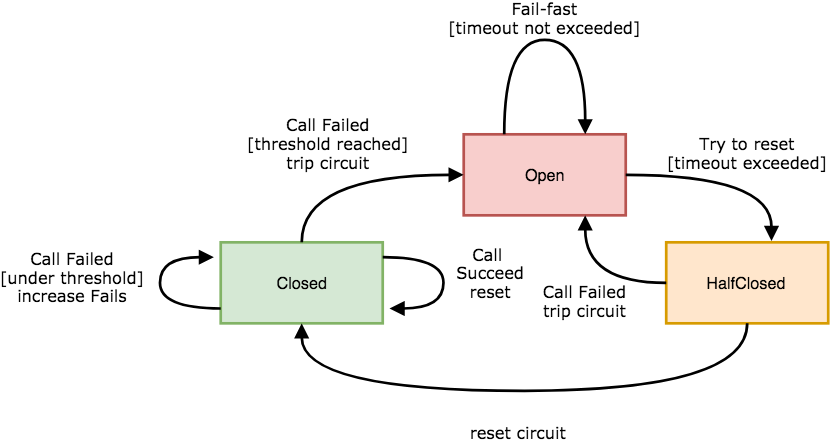 Fail-fast
[timeout not exceeded]
Call Failed
[threshold reached]
trip circuit
Try to reset
[timeout exceeded]
Open
Call Failed
[under threshold]
increase Fails
Closed
Call
Succeed
reset
Call Failed
trip circuit
HalfClosed
reset circuit